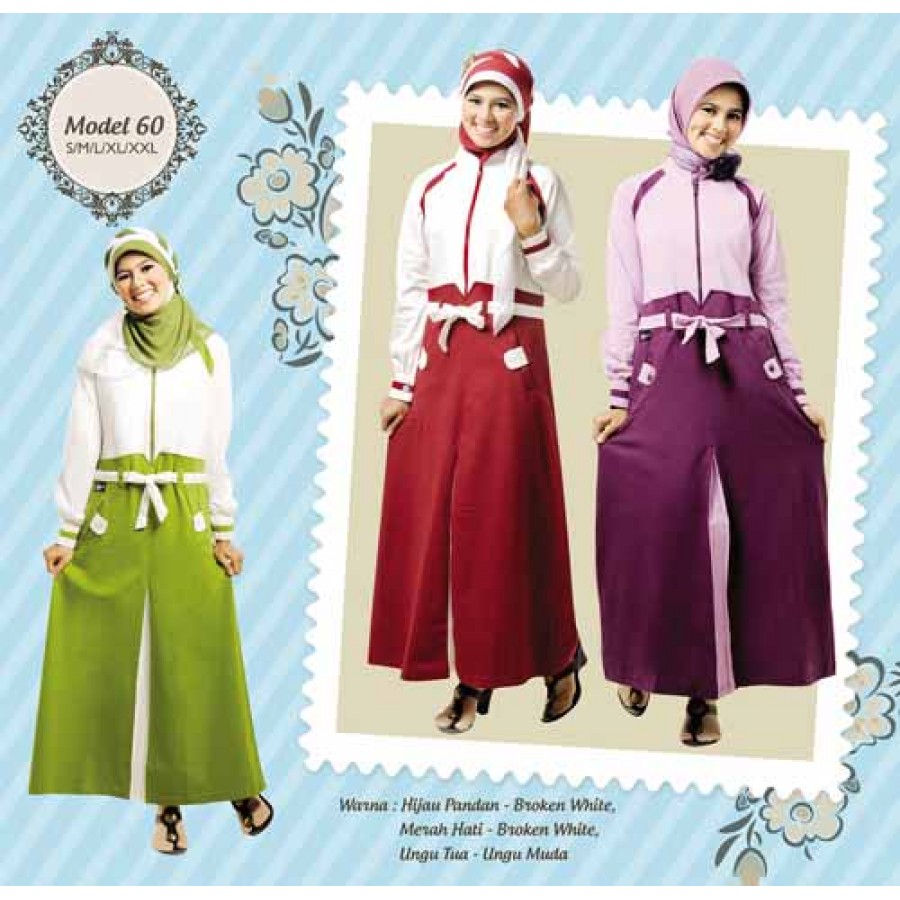 Model 60
S/M/L/XL/XXL
Warna : Hijau Pandan - Broken White,
Merah Hati - Broken White,
Ungu Tua - Ungu Muda